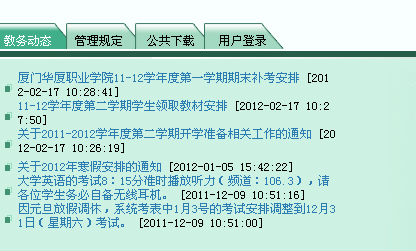 教务动态 管理规定 公共下载 用户登录
厦门华厦职业学院11-12学年度第一学期期末补考安排 [201
2-02-17 10:28:41]
11-12学年度第二学期学生领取教材安排 [2012-02-17 10:2
7:50]
关于2011-2012学年度第二学期开学准备相关工作的通知 [20
12-02-17 10:26:19]
关于2012年寒假安排的通知 [2012-01-05 15:42:22]
大学英语的考试8：15分准时播放听力（频道：106.3），请
各位学生务必自备无线耳机。 [2011-12-09 10:51:16]
因元旦放假调休，系统考表中1月3号的考试安排调整到12月3
1日（星期六）考试。 [2011-12-09 10:51:00]